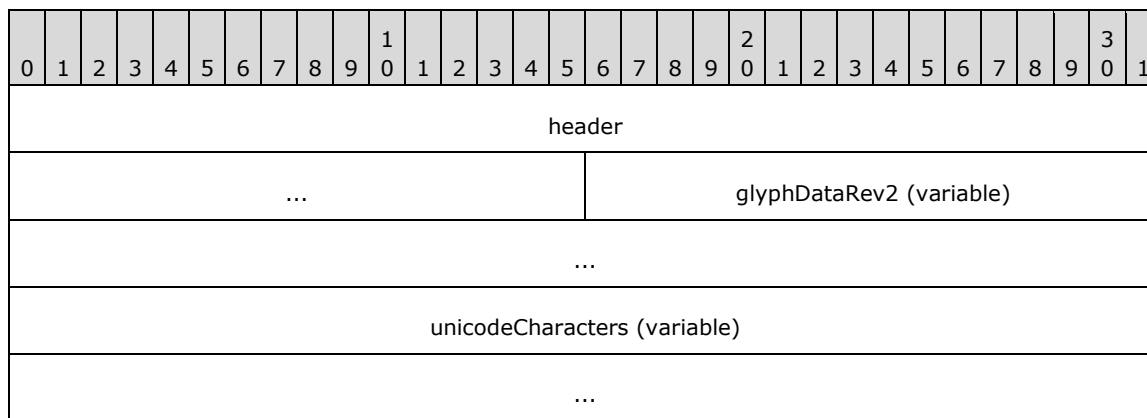 1 2 3
0 1 2 3 4 5 6 7 8 9 0 1 2 3 4 5 6 7 8 9 0 1 2 3 4 5 6 7 8 9 0 1
header
... glyphDataRev2 (variable)
...
unicodeCharacters (variable)
...